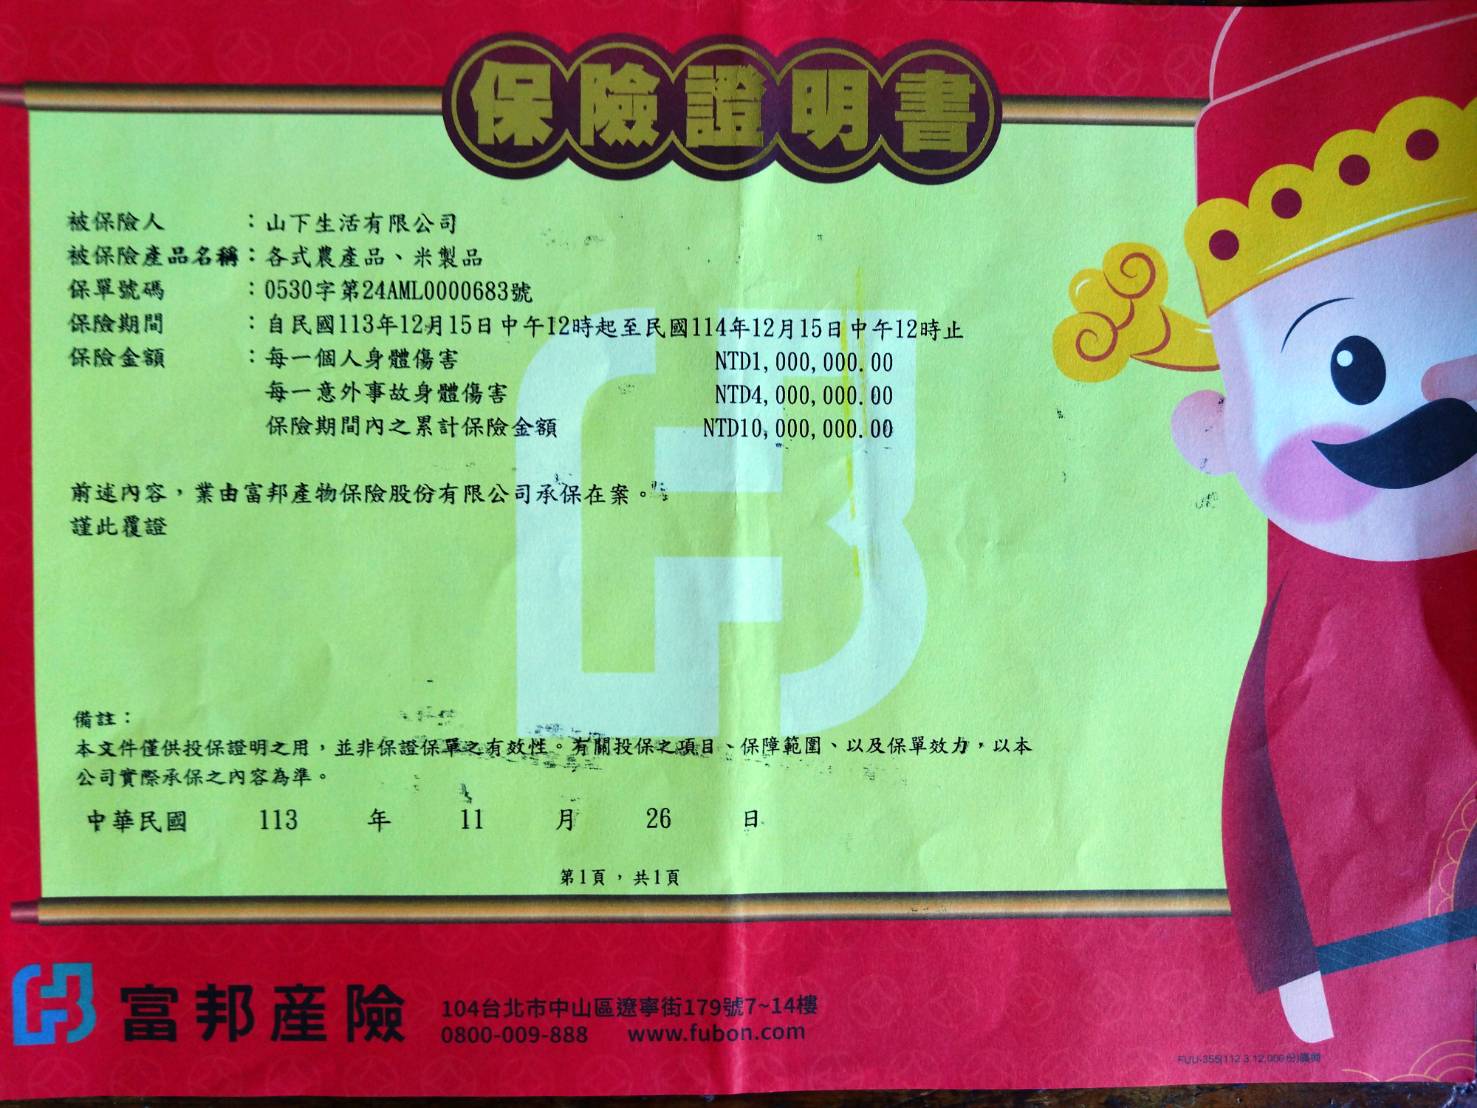 保險證明書
被保險人 ：山下生活有限公司
被保險產品名稱：各式農產品、米製品
保單號碼 ：0530字第24AML0000683號
保險期間 ：自民國113年12月15日中午12時起至民國114年12月15日中午12時止
保險金額 ：每一個人身體傷害 NTD1,000,000.00
每一意外事故身體傷害 NTD4,000,000.00
保險期間內之累計保險金額 NTD10,000,000.00
前述內容，業由富邦產物保險股份有限公司承保在案。
謹此覆證
備註：
本文件僅供投保證明之用，並非保證保單之有效性。有關投保之項目、保障範圍、以及保單效力，以本
公司實際承保之內容為準。
中華民國 113 年 11 月 26 日
第1頁，共1頁
富邦産險
104台北市中山區遼寧街179號7~14樓
0800-009-888 www.fubon.com